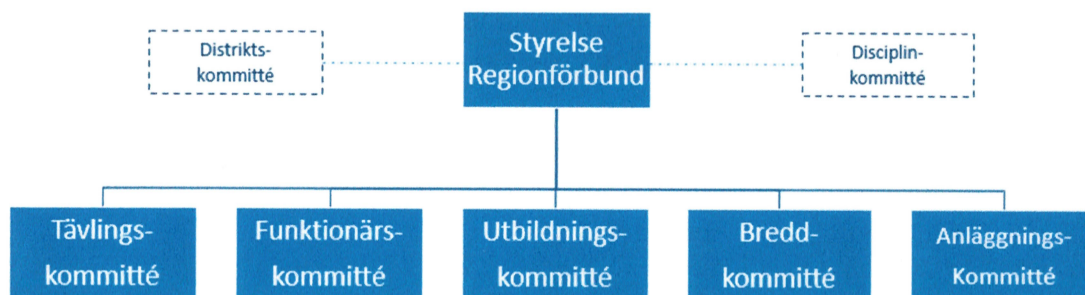 Distrikts-
kommitté
Styrelse
Regionförbund
Disciplin-
kommitté
Tävlings-
kommitté
Funktionärs-
kommitté
Utbildnings-
kommitté
Bredd-
kommitté
Anläggnings-
Kommitté